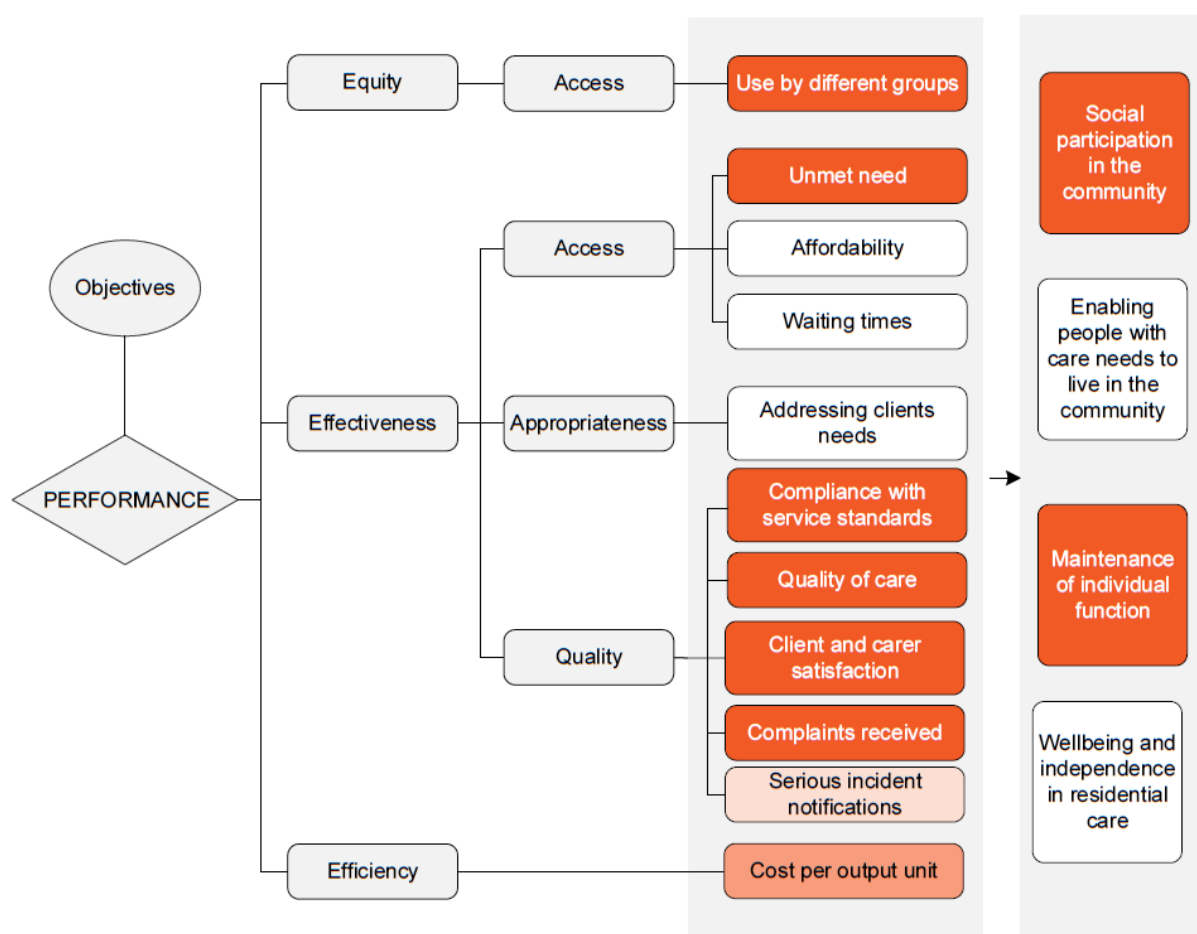 Objectives
PERFORMANCE
Equity
Access
Use by different groups
Effectiveness
Access
Unmet need
Affordability
Waiting times
Appropriateness
Addressing clients
needs
Quality
Compliance with
service standards
Quality of care
Client and carer
satisfaction
Complaints received
Serious incident
notifications
Efficiency
Cost per output unit
Social
participation
in the
community
Enabling
people with
care needs to
live in the
community
Maintenance
of individual
function
Wellbeing and
independence
in residential
care